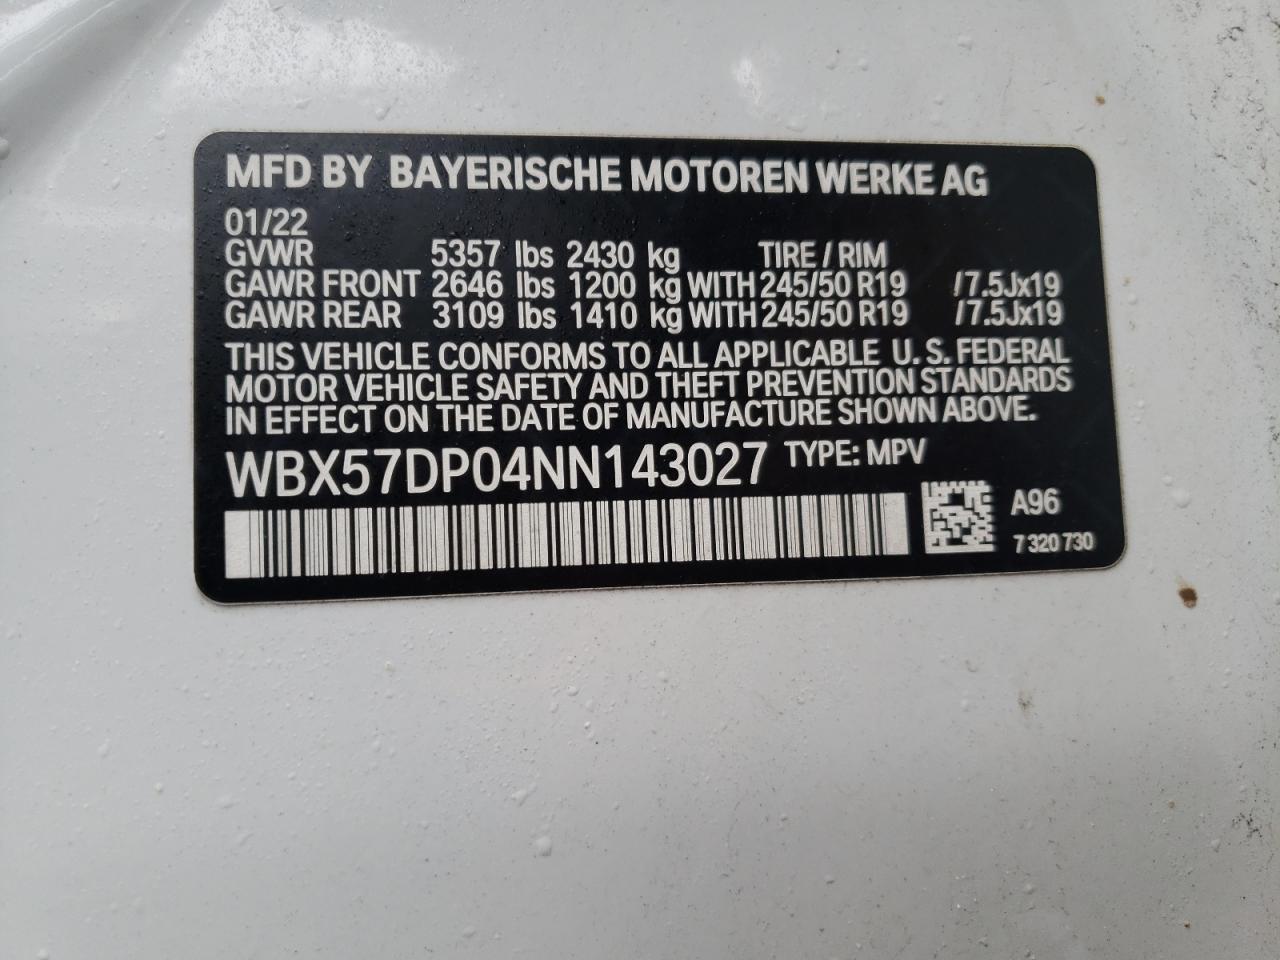 MFD BY BAYERISCHE MOTOREN WERKE AG
01/22
GVWR 5357 lbs 2430 kg TIRE / RIM
GAWR FRONT 2646 lbs 1200 kg WITH 245/50 R19 /7.5Jx19
GAWR REAR 3109 lbs 1410 kg WITH 245/50 R19 /7.5Jx19
THIS VEHICLE CONFORMS TO ALL APPLICABLE U. S. FEDERAL
MOTOR VEHICLE SAFETY AND THEFT PREVENTION STANDARDS
IN EFFECT ON THE DATE OF MANUFACTURE SHOWN ABOVE.
WBX57DP04NN143027 TYPE: MPV
A96
7 320 730